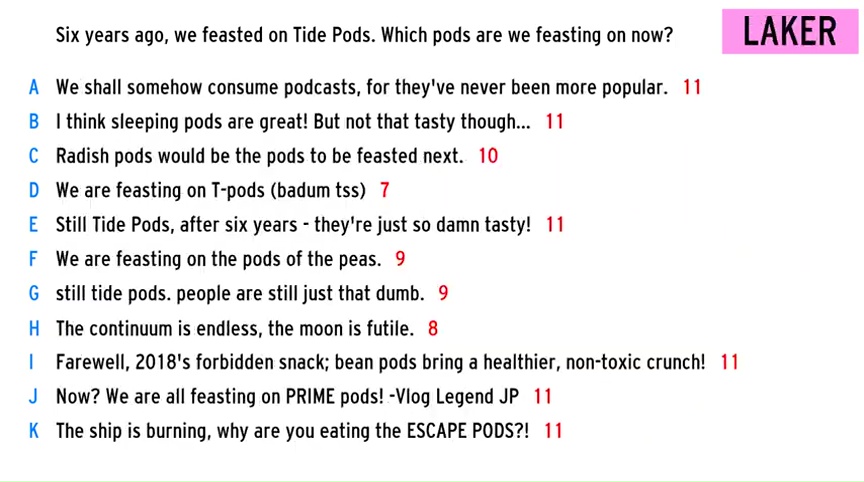 Six years ago, we feasted on Tide Pods. Which pods are we feasting on now?
LAKER
A We shall somehow consume podcasts, for they've never been more popular. 11
B I think sleeping pods are great! But not that tasty though... 11
C Radish pods would be the pods to be feasted next. 10
D We are feasting on T-pods (badum tss) 7
E Still Tide Pods, after six years - they're just so damn tasty! 11
F We are feasting on the pods of the peas. 9
G still tide pods. people are still just that dumb. 9
H The continuum is endless, the moon is futile. 8
I Farewell, 2018's forbidden snack; bean pods bring a healthier, non-toxic crunch! 11
J Now? We are all feasting on PRIME pods! -Vlog Legend JP 11
K The ship is burning, why are you eating the ESCAPE PODS?! 11